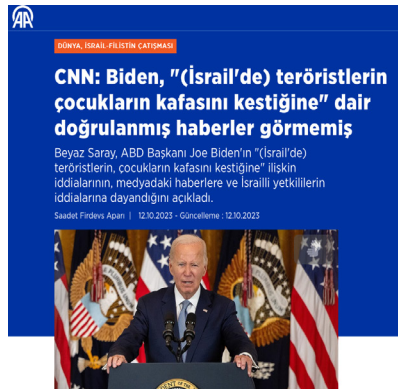 AA
DÜNYA, İSRAİL-FİLİSTİN ÇATIŞMASI
CNN: Biden, "(İsrail'de) teröristlerin
çocukların kafasını kestiğine" dair
doğrulanmış haberler görmemiş
Beyaz Saray, ABD Başkanı Joe Biden'ın "(İsrail'de)
teröristlerin, çocukların kafasını kestiğine" ilişkin
iddialarının, medyadaki haberlere ve İsrailli yetkililerin
iddialarına dayandığını açıkladı.
Saadet Firdevs Aparı | 12.10.2023 - Güncelleme : 12.10.2023